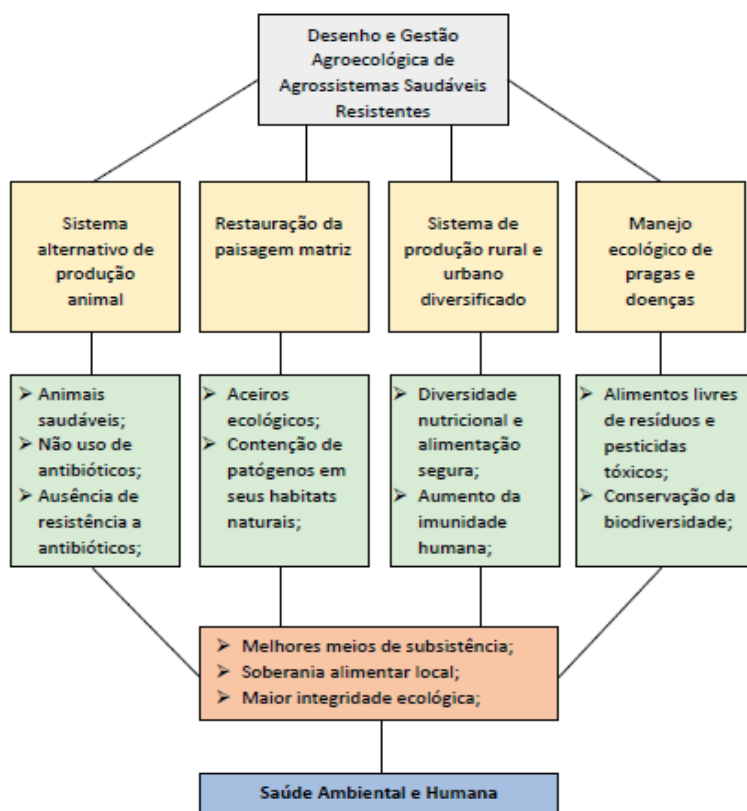 Desenho e Gestão
Agroecológica de
Agrossistemas Saudáveis
Resistentes
Sistema
alternativo de
produção
animal
Restauração da
paisagem matriz
Sistema de
produção rural e
urbano
diversificado
Manejo
ecológico de
pragas e
doenças
➢ Animais
saudáveis;
➢ Não uso de
antibióticos;
➢ Ausência de
resistência a
antibióticos;
➢ Aceiros
ecológicos;
➢ Contenção de
patógenos em
seus habitats
naturais;
➢ Diversidade
nutricional e
alimentação
segura;
➢ Aumento da
imunidade
humana;
➢ Alimentos livres
de resíduos e
pesticidas
tóxicos;
➢ Conservação da
biodiversidade;
➢ Melhores meios de subsistência;
➢ Soberania alimentar local;
➢ Maior integridade ecológica;
Saúde Ambiental e Humana